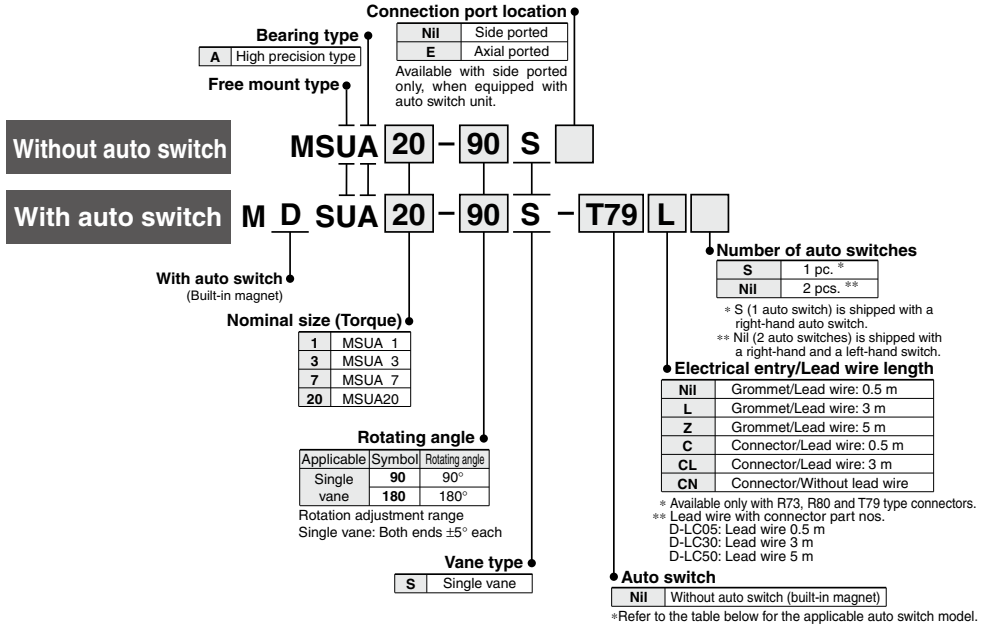 Connection port location
Nil Side ported
E Axial ported
Available with side ported
only, when equipped with
auto switch unit.
Bearing type
A High precision type
Free mount type
Without auto switch
MSUA 20 – 90 S
With auto switch
M D SUA 20 – 90 S – T79 L
With auto switch
(Built-in magnet)
Number of auto switches
S 1 pc. *
Nil 2 pcs. **
* S (1 auto switch) is shipped with a
right-hand auto switch.
** Nil (2 auto switches) is shipped with
a right-hand and a left-hand switch.
Nominal size (Torque)
1 MSUA 1
3 MSUA 3
7 MSUA 7
20 MSUA20
Electrical entry/Lead wire length
Nil Grommet/Lead wire: 0.5 m
L Grommet/Lead wire: 3 m
Z Grommet/Lead wire: 5 m
C Connector/Lead wire: 0.5 m
CL Connector/Lead wire: 3 m
CN Connector/Without lead wire
* Available only with R73, R80 and T79 type connectors.
** Lead wire with connector part nos.
D-LC05: Lead wire 0.5 m
D-LC30: Lead wire 3 m
D-LC50: Lead wire 5 m
Rotating angle
Applicable Symbol Rotating angle
Single vane 90 90°
180 180°
Rotation adjustment range
Single vane: Both ends ±5° each
Vane type
S Single vane
Auto switch
Nil Without auto switch (built-in magnet)
*Refer to the table below for the applicable auto switch model.